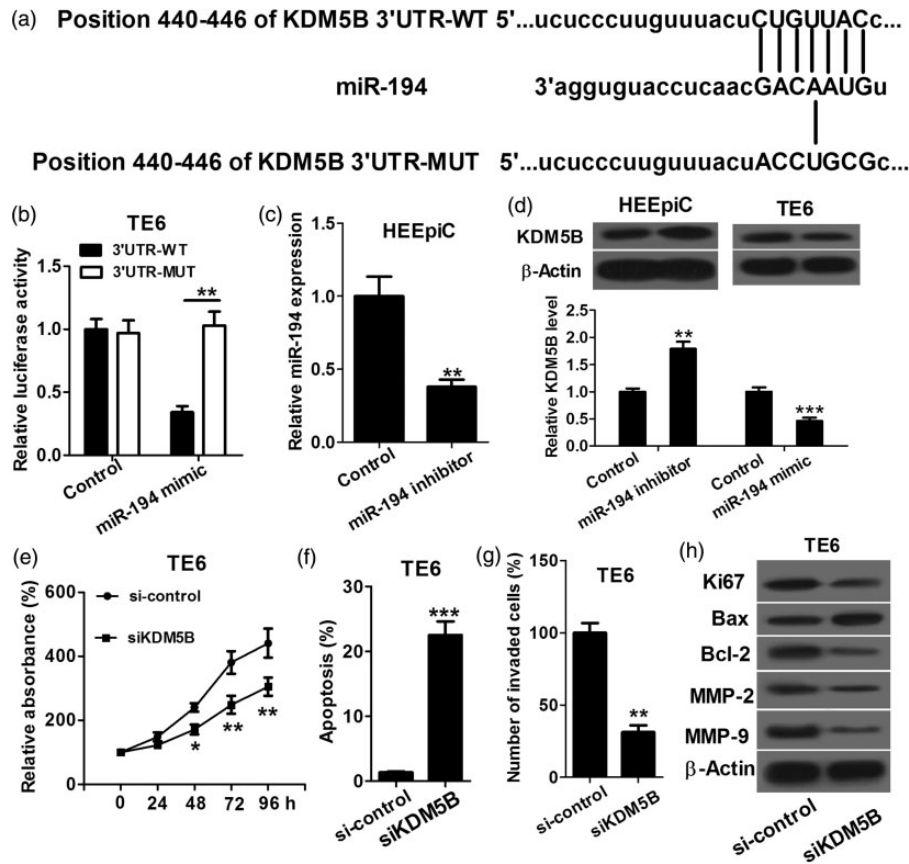 (a)
Position 440-446 of KDM5B 3'UTR-WT 5'...ucucccuuguuuacuCUGUUACc...
miR-194 3'agguguaccucaacGACAAUGu
Position 440-446 of KDM5B 3'UTR-MUT 5'...ucucccuuguuuacuACCUGCGc...
(b)
TE6
3'UTR-WT
3'UTR-MUT
Relative luciferase activity
1.5
1.0
0.5
0.0
**
Control
miR-194 mimic
(c)
HEEpiC
Relative miR-194 expression
1.5
1.0
0.5
0.0
**
Control
miR-194 inhibitor
(d)
HEEpiC TE6
KDM5B
β-Actin
Relative KDM5B level
2.5
2.0
1.5
1.0
0.5
0.0
**
***
Control
miR-194 inhibitor
Control
miR-194 mimic
(e)
TE6
si-control
siKDM5B
Relative absorbance (%)
600
400
200
0
* ** **
0 24 48 72 96 h
(f)
TE6
Apoptosis (%)
30
20
10
0
***
si-control
siKDM5B
(g)
TE6
Number of invaded cells (%)
150
100
50
0
**
si-control
siKDM5B
(h)
TE6
Ki67
Bax
Bcl-2
MMP-2
MMP-9
β-Actin
si-control
siKDM5B